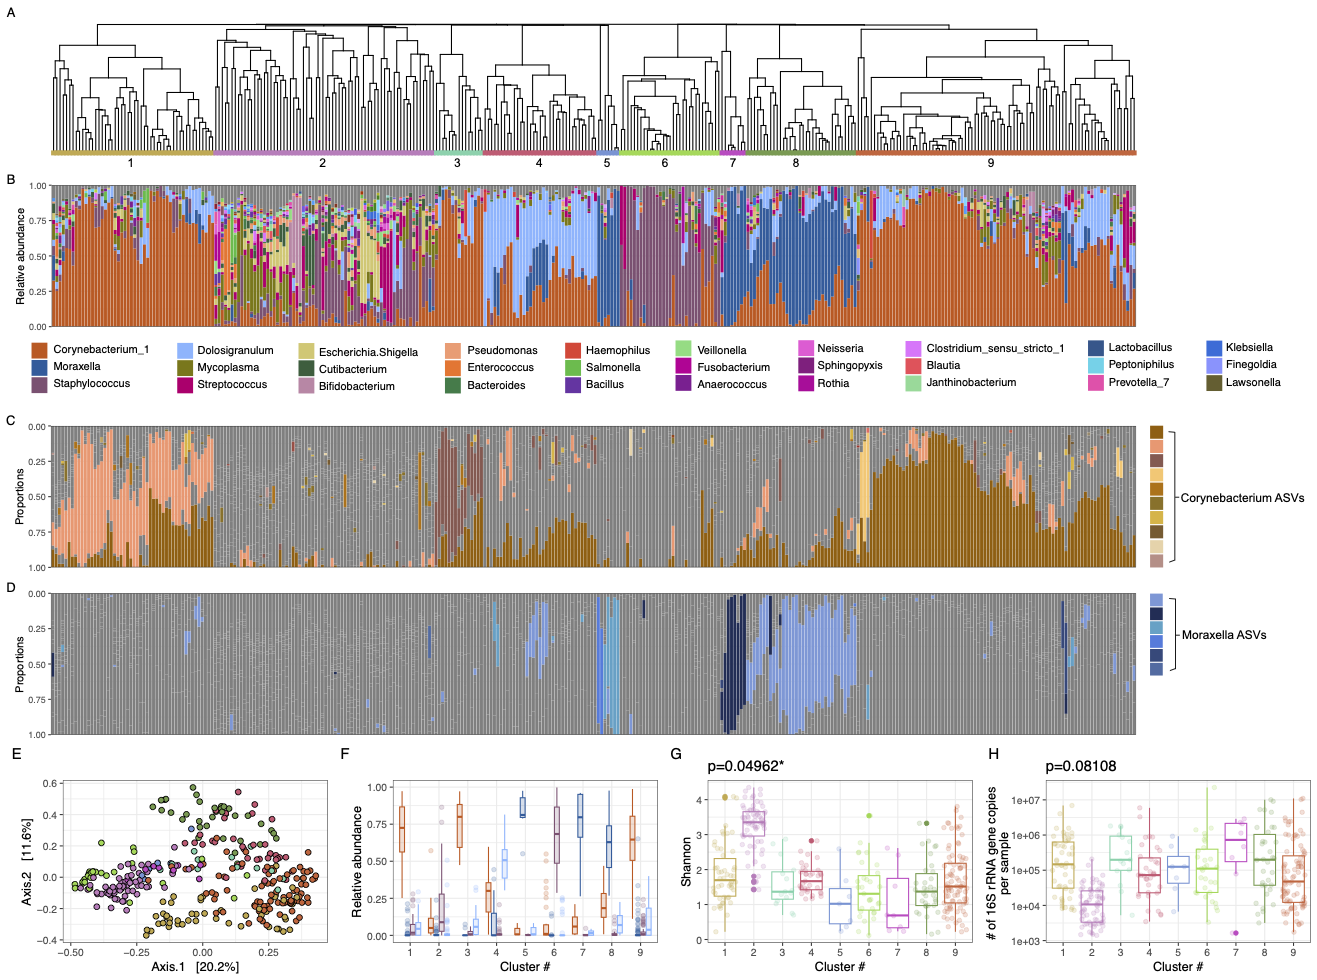 A
1 2 3 4 5 6 7 8 9
B
1.00
0.75
0.50
0.25
0.00
Relative abundance
Corynebacterium_1 Dolosigranulum Escherichia.Shigella Pseudomonas Haemophilus Veillonella Neisseria Clostridium_sensu_stricto_1 Lactobacillus Klebsiella
Moraxella Mycoplasma Cutibacterium Enterococcus Salmonella Fusobacterium Sphingopyxis Blautia Peptoniphilus Finegoldia
Staphylococcus Streptococcus Bifidobacterium Bacteroides Bacillus Anaerococcus Rothia Janthinobacterium Prevotella_7 Lawsonella
C
0.00
0.25
0.50
0.75
1.00
Proportions
Corynebacterium ASVs
D
0.00
0.25
0.50
0.75
1.00
Proportions
Moraxella ASVs
E
0.6
0.4
0.2
0.0
−0.2
−0.4
Axis.2 [11.6%]
−0.50 −0.25 0.00 0.25
Axis.1 [20.2%]
F
1.00
0.75
0.50
0.25
0.00
Relative abundance
1 2 3 4 5 6 7 8 9
Cluster #
G
p=0.04962*
4
3
2
1
0
Shannon
1 2 3 4 5 6 7 8 9
Cluster #
H
p=0.08108
1e+07
1e+06
1e+05
1e+04
1e+03
# of 16S rRNA gene copies
per sample
1 2 3 4 5 6 7 8 9
Cluster #